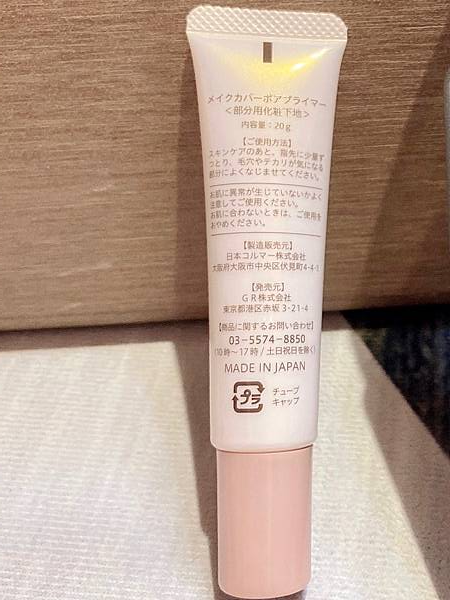 メイクカバーポアプライマー
＜部分用化粧下地＞
内容量：20g
【ご使用方法】
スキンケアのあと、指先に少量ず
つとり、毛穴やテカリが気になる
部分によくなじませてください。
お肌に異常が生じていないかよく
注意してご使用ください。
お肌に合わないときは、ご使用を
おやめください。
【製造販売元】
日本コルマー株式会社
大阪府大阪市中央区伏見町4-4-1
【発売元】
GR株式会社
東京都港区赤坂3-21-4
【商品に関するお問い合わせ】
03-5574-8850
(10時～17時/土日祝日を除く)
MADE IN JAPAN
プラ
チューブ
キャップ